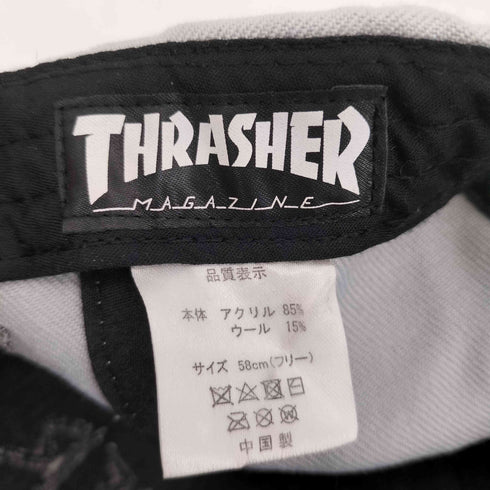 THRASHER
MAGAZINE
品質表示
本体 アクリル 85%
ウール 15%
サイズ 58cm(フリー)
中国製